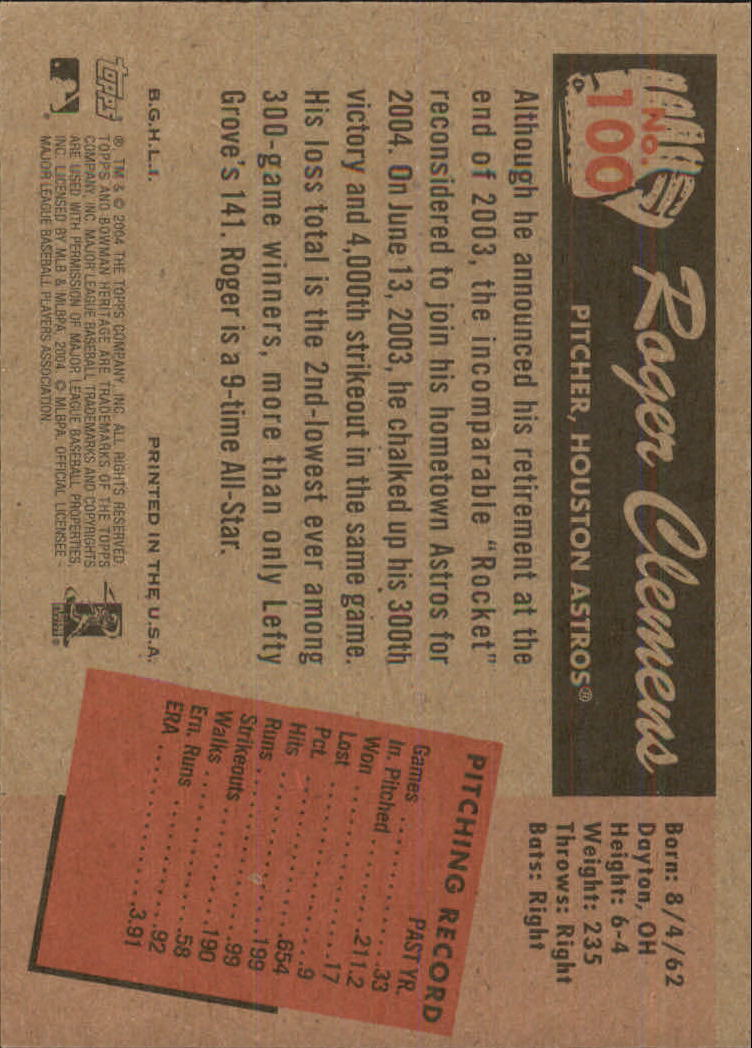 No.
100
Roger Clemens
PITCHER, HOUSTON ASTROS®
Born: 8/4/62
Dayton, OH
Height: 6-4
Weight: 235
Throws: Right
Bats: Right
Although he announced his retirement at the
end of 2003, the incomparable “Rocket”
reconsidered to join his hometown Astros for
2004. On June 13, 2003, he chalked up his 300th
victory and 4,000th strikeout in the same game.
His loss total is the 2nd-lowest ever among
300-game winners, more than only Lefty
Grove's 141. Roger is a 9-time All-Star.
PITCHING RECORD
PAST YR.
Games ..........33
In. Pitched .......211.2
Won ............17
Lost .............9
Pct. ............654
Hits ............199
Runs ............99
Strikeouts .......190
Walks ...........58
Ern. Runs ........92
ERA ............3.91
B.G.H.L.I.
PRINTED IN THE U.S.A.
Topps
® , TM & © 2004 THE TOPPS COMPANY, INC. ALL RIGHTS RESERVED.
TOPPS AND BOWMAN HERITAGE ARE TRADEMARKS OF THE TOPPS
COMPANY, INC. MAJOR LEAGUE BASEBALL TRADEMARKS AND COPYRIGHTS
ARE USED WITH PERMISSION OF MAJOR LEAGUE BASEBALL PROPERTIES,
INC. LICENSED BY MLB & MLBPA, 2004. © MLBPA. OFFICIAL LICENSEE -
MAJOR LEAGUE BASEBALL PLAYERS ASSOCIATION.